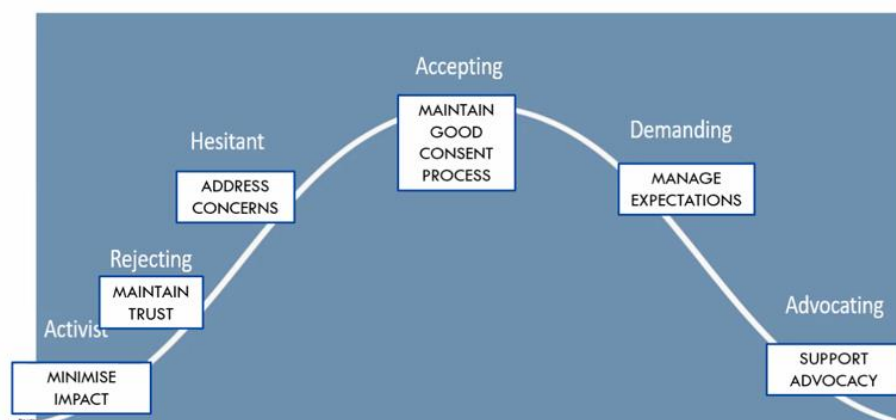 Accepting
MAINTAIN
GOOD
CONSENT
PROCESS
Demanding
MANAGE
EXPECTATIONS
Hesitant
ADDRESS
CONCERNS
Rejecting
MAINTAIN
TRUST
Advocating
SUPPORT
ADVOCACY
Activist
MINIMISE
IMPACT